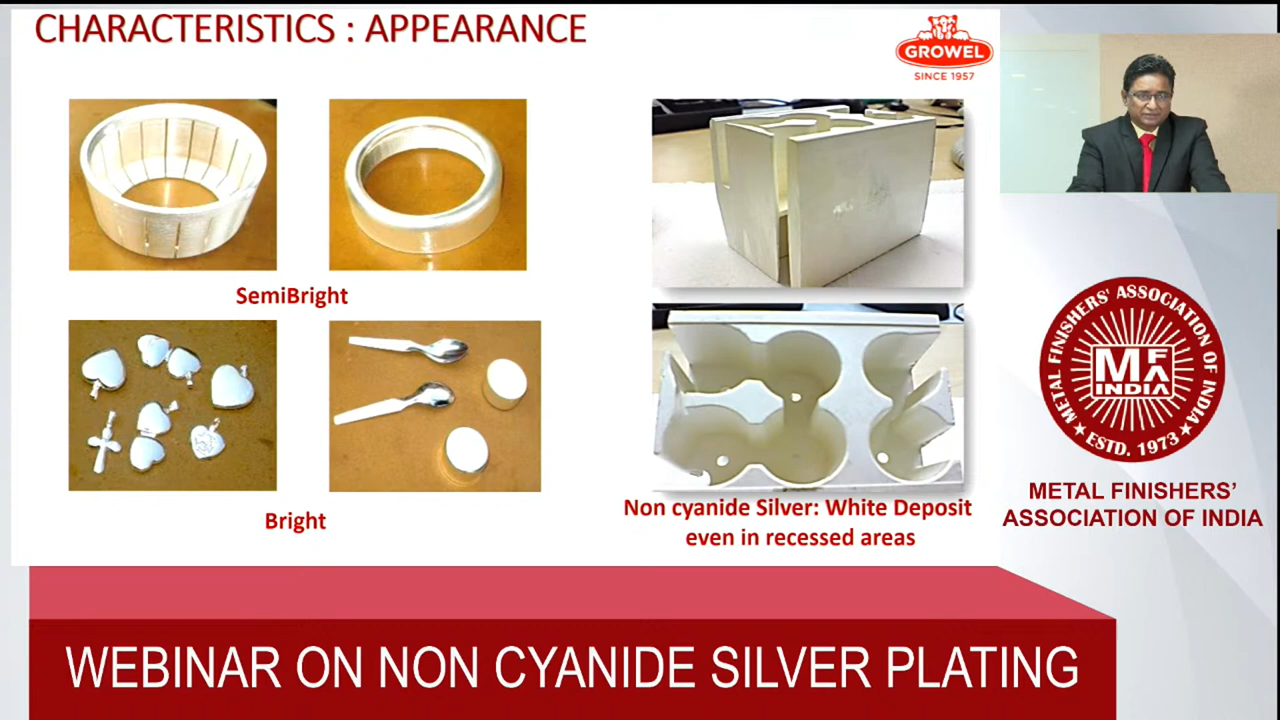 CHARACTERISTICS : APPEARANCE
GROWEL
SINCE 1957
SemiBright
Bright
Non cyanide Silver: White Deposit
even in recessed areas
METAL FINISHERS' ASSOCIATION OF INDIA
MFA
INDIA
★ ESTD. 1973 ★
METAL FINISHERS’
ASSOCIATION OF INDIA
WEBINAR ON NON CYANIDE SILVER PLATING